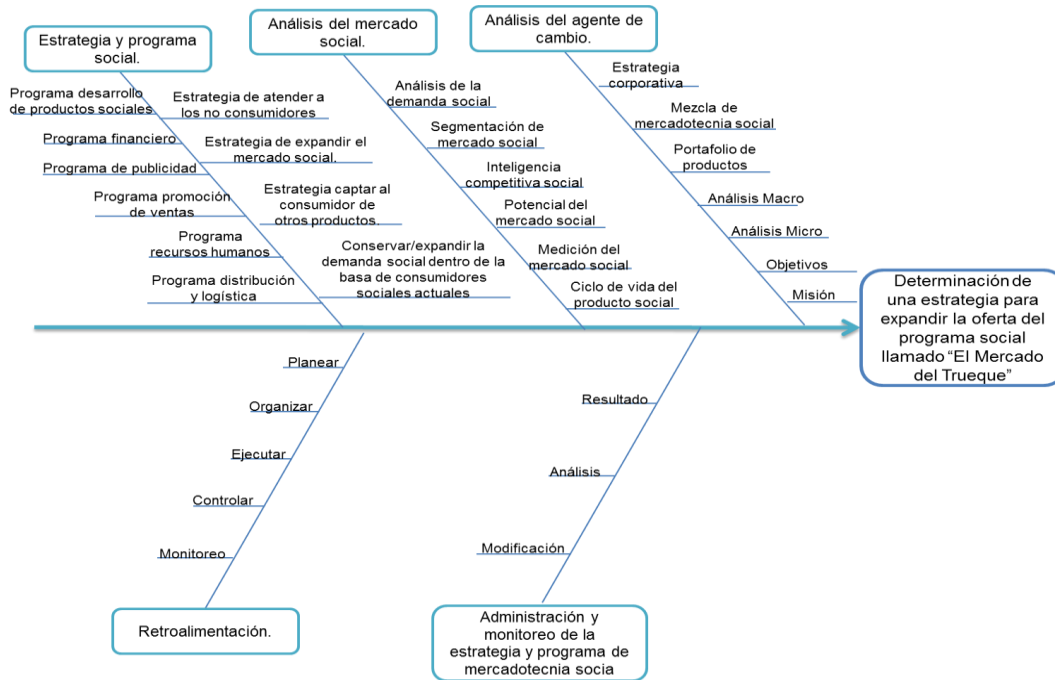 Estrategia y programa
social.
Análisis del mercado
social.
Análisis del agente de
cambio.
Programa desarrollo
de productos sociales
Programa financiero
Programa de publicidad
Programa promoción
de ventas
Programa
recursos humanos
Programa distribución
y logística
Estrategia de atender a
los no consumidores
Estrategia de expandir el
mercado social.
Estrategia captar al
consumidor de
otros productos.
Conservar/expandir la
demanda social dentro de la
basa de consumidores
sociales actuales
Análisis de la
demanda social
Segmentación de
mercado social
Inteligencia
competitiva social
Potencial del
mercado social
Medición del
mercado social
Ciclo de vida del
producto social
Estrategia
corporativa
Mezcla de
mercadotecnia social
Portafolio de
productos
Análisis Macro
Análisis Micro
Objetivos
Misión
Determinación de
una estrategia para
expandir la oferta del
programa social
llamado “El Mercado
del Trueque”
Planear
Organizar
Ejecutar
Controlar
Monitoreo
Retroalimentación.
Resultado
Análisis
Modificación
Administración y
monitoreo de la
estrategia y programa de
mercadotecnia socia